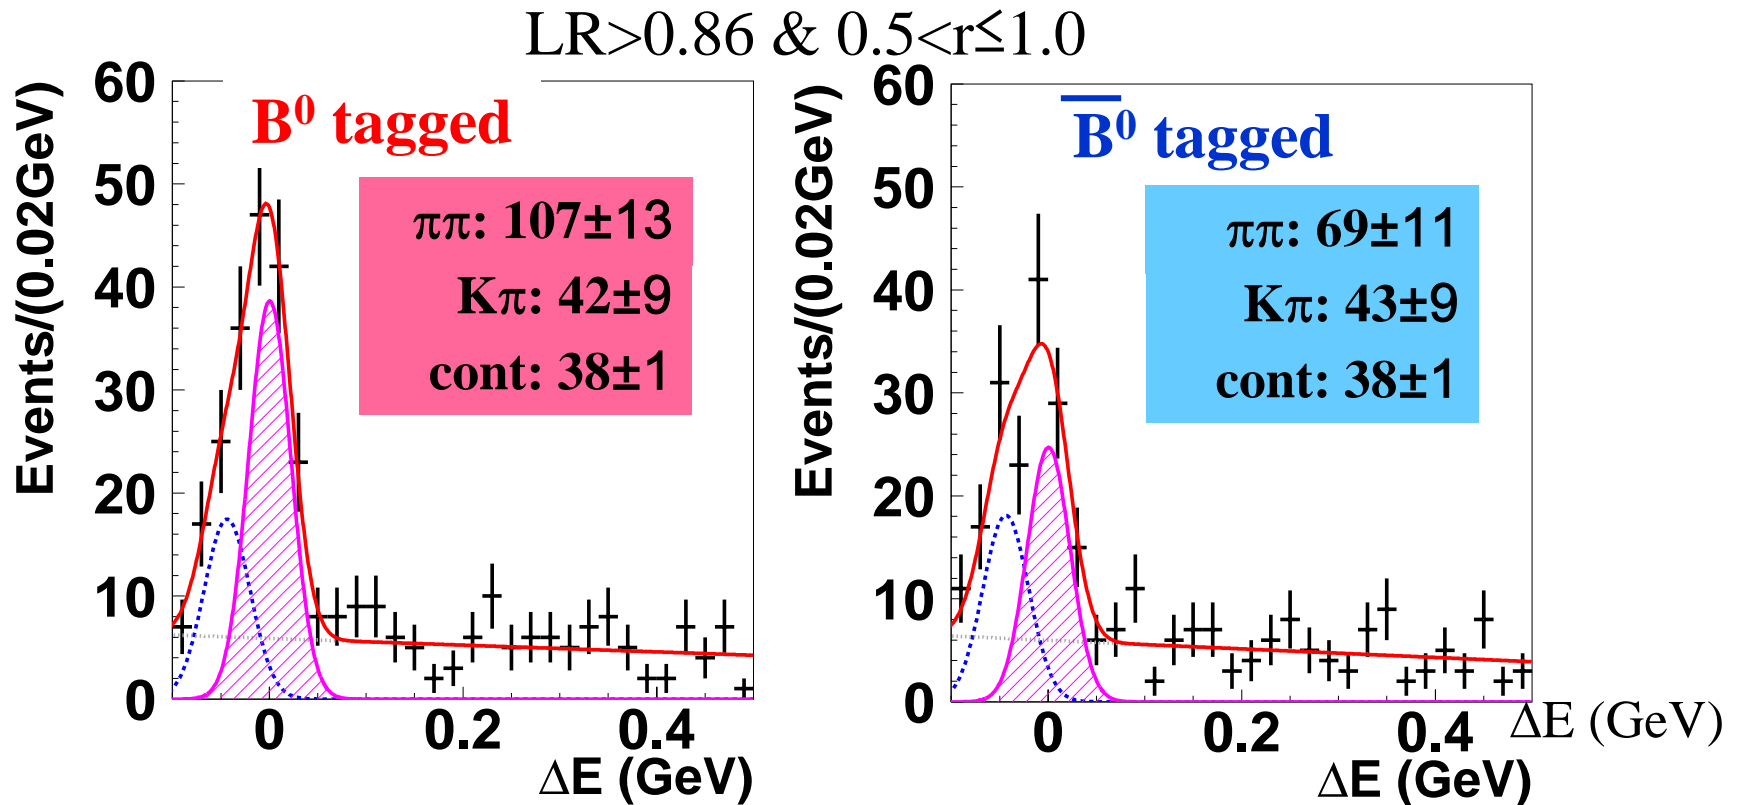 LR>0.86 & 0.5<r≤1.0
Events/(0.02GeV)
60
50
40
30
20
10
0
B⁰ tagged
ππ: 107±13
Kπ: 42±9
cont: 38±1
0
0.2
0.4
ΔE (GeV)
Events/(0.02GeV)
60
50
40
30
20
10
0
B̅⁰ tagged
ππ: 69±11
Kπ: 43±9
cont: 38±1
0
0.2
0.4
ΔE (GeV)
ΔE (GeV)